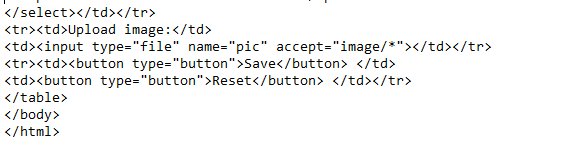 </select></td></tr>
<tr><td>Upload image:</td>
<td><input type="file" name="pic" accept="image/*"></td></tr>
<tr><td><button type="button">Save</button> </td>
<td><button type="button">Reset</button> </td></tr>
</table>
</body>
</html>